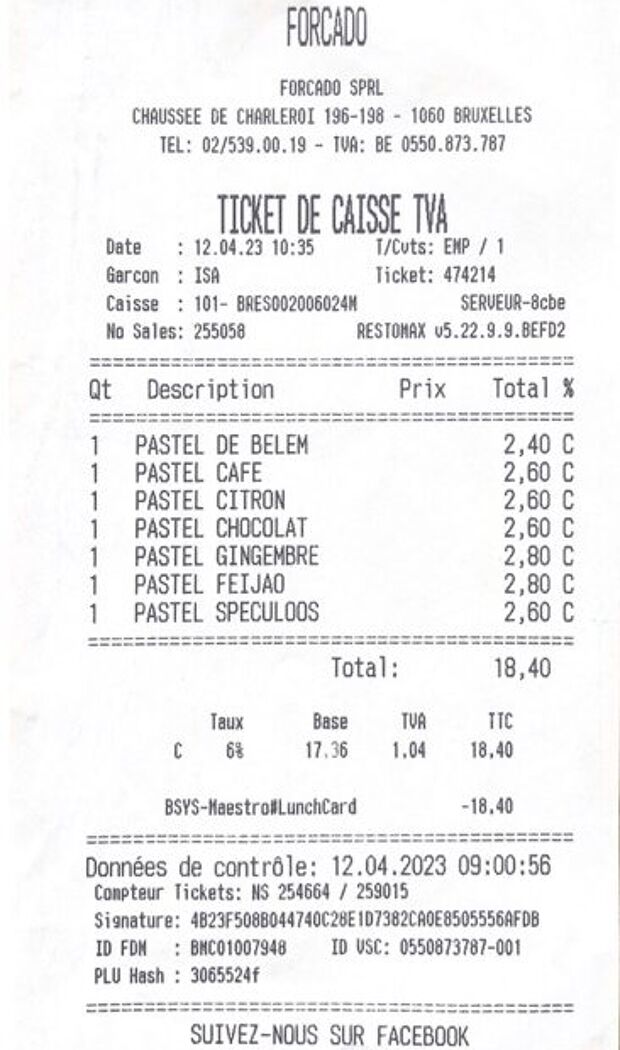 FORCADO
FORCADO SPRL
CHAUSSEE DE CHARLEROI 196-198 - 1060 BRUXELLES
TEL: 02/539.00.19 - TVA: BE 0550.873.787
TICKET DE CAISSE TVA
Date : 12.04.23 10:35 T/Cvts: EMP / 1
Garcon : ISA Ticket: 474214
Caisse : 101- BRES002006024M SERVEUR-8cbe
No Sales: 255058 RESTOMAX v5.22.9.9.BEFD2
==========================================
Qt Description Prix Total %
==========================================
1 PASTEL DE BELEM 2,40 C
1 PASTEL CAFE 2,60 C
1 PASTEL CITRON 2,60 C
1 PASTEL CHOCOLAT 2,60 C
1 PASTEL GINGEMBRE 2,80 C
1 PASTEL FEIJAO 2,80 C
1 PASTEL SPECULOOS 2,60 C
==========================================
Total: 18,40
Taux Base TVA TTC
C 6% 17.36 1.04 18,40
BSYS-Maestro#LunchCard -18,40
==========================================
Données de contrôle: 12.04.2023 09:00:56
Compteur Tickets: NS 254664 / 259015
Signature: 4B23F508B044740C28E1D7382CA0E8505556AFDB
ID FDM : BMC01007948 ID VSC: 0550873787-001
PLU Hash : 3065524f
==========================================
SUIVEZ-NOUS SUR FACEBOOK